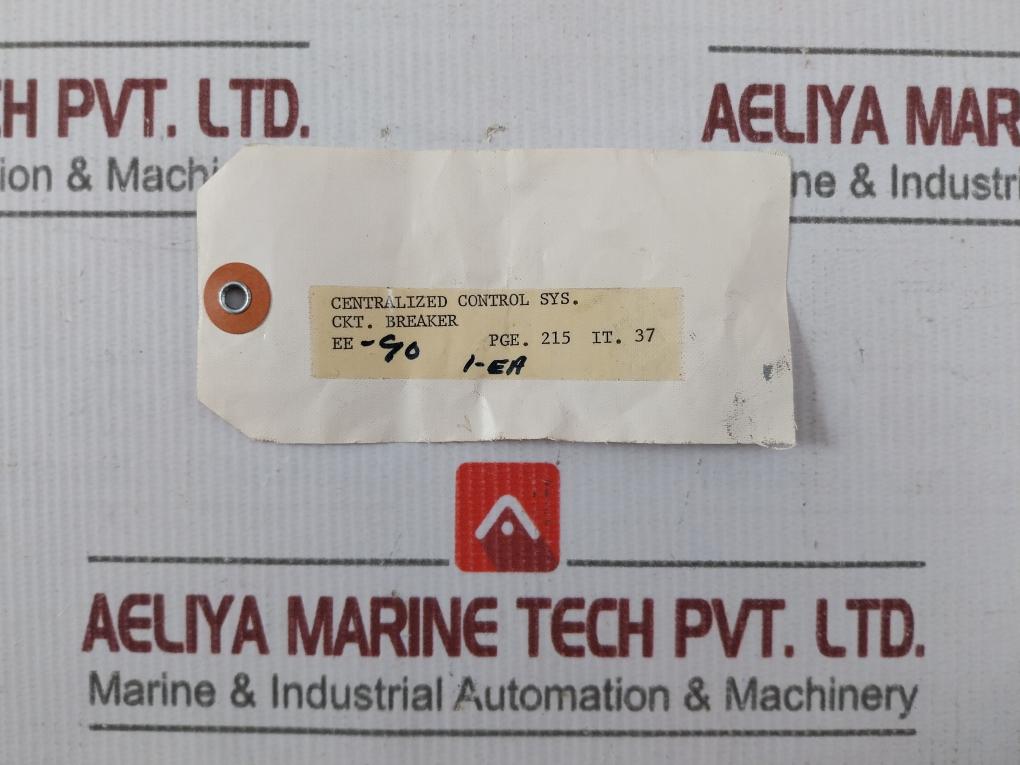 CH PVT. LTD.
ion & Machi
AELIYA MAR
ne & Industri
CENTRALIZED CONTROL SYS.
CKT. BREAKER
EE -90 PGE. 215 IT. 37
1-EA
AELIYA MARINE TECH PVT. LTD.
Marine & Industrial Automation & Machinery